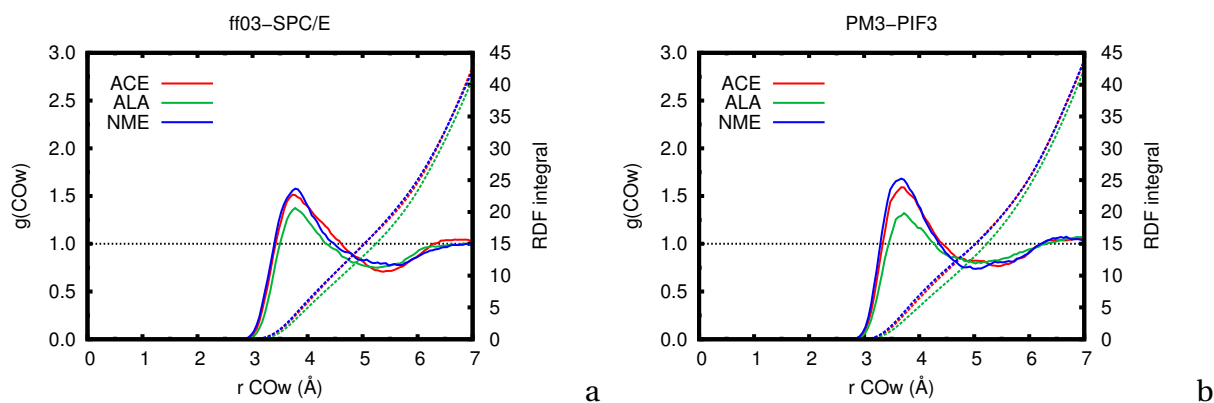 ff03−SPC/E
3.0
2.5
2.0
1.5
1.0
0.5
0.0
g(COw)
ACE
ALA
NME
45
40
35
30
25
20
15
10
5
0
RDF integral
0 1 2 3 4 5 6 7
r COw (Å)
a
PM3−PIF3
3.0
2.5
2.0
1.5
1.0
0.5
0.0
g(COw)
ACE
ALA
NME
45
40
35
30
25
20
15
10
5
0
RDF integral
0 1 2 3 4 5 6 7
r COw (Å)
b